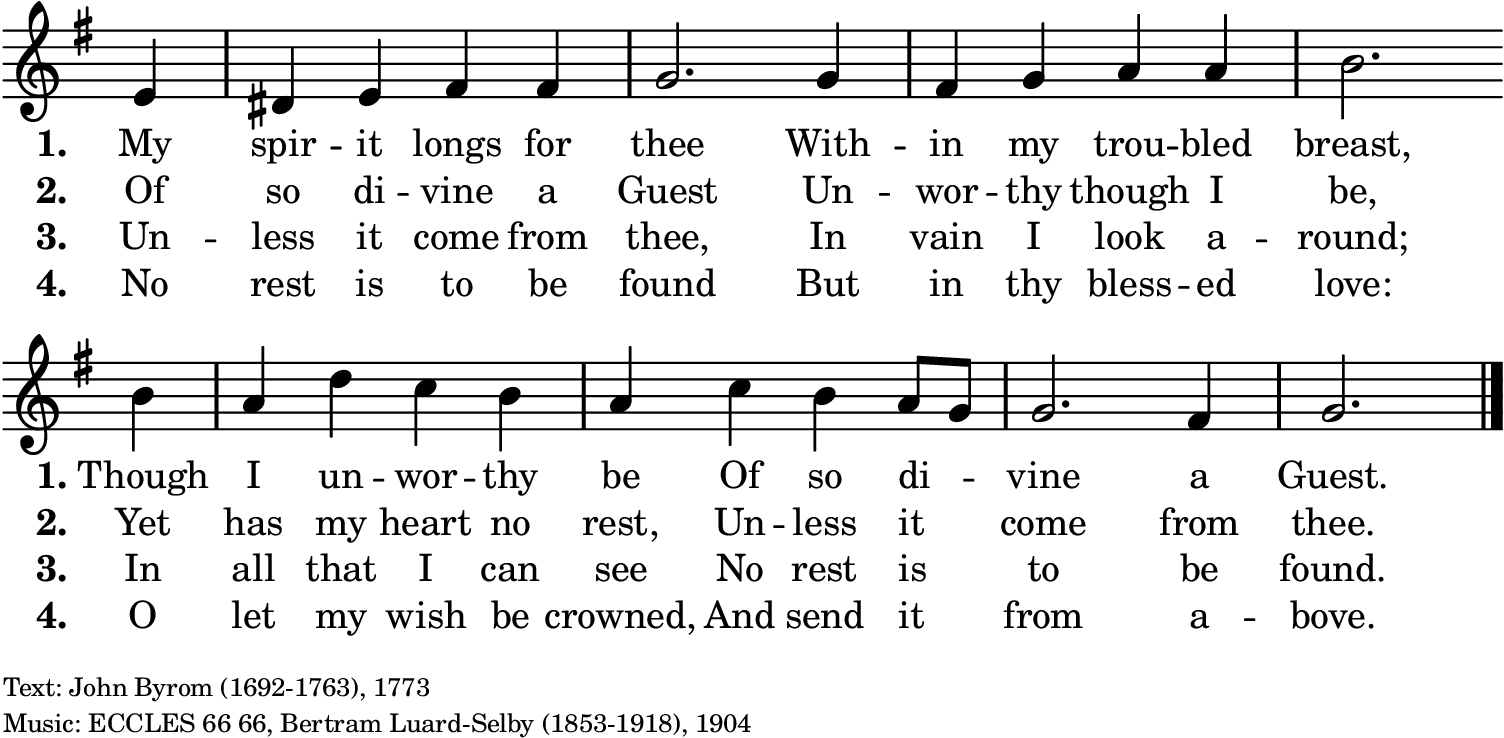 1. My spir - it longs for thee With - in my trou - bled breast,
2. Of so di - vine a Guest Un - wor - thy though I be,
3. Un - less it come from thee, In vain I look a - round;
4. No rest is to be found But in thy bless - ed love:
1. Though I un - wor - thy be Of so di - vine a Guest.
2. Yet has my heart no rest, Un - less it come from thee.
3. In all that I can see No rest is to be found.
4. O let my wish be crowned, And send it from a - bove.
Text: John Byrom (1692-1763), 1773
Music: ECCLES 66 66, Bertram Luard-Selby (1853-1918), 1904